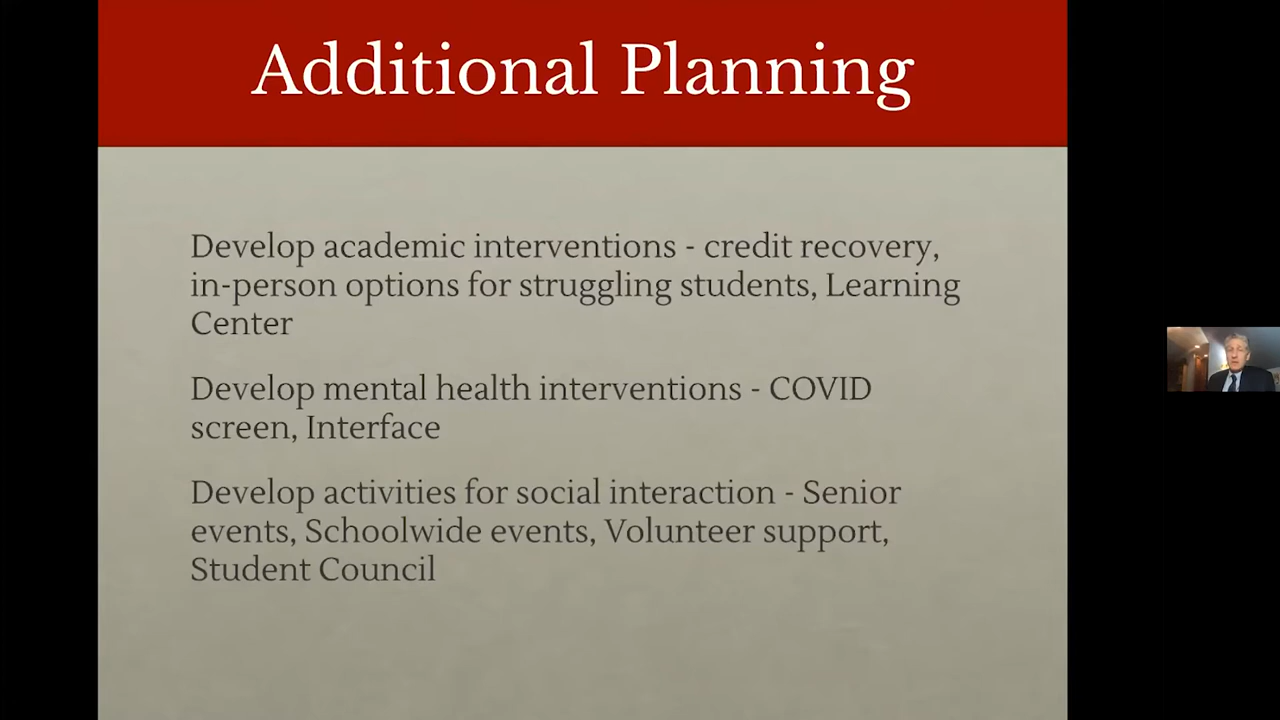 Additional Planning
Develop academic interventions - credit recovery,
in-person options for struggling students, Learning
Center
Develop mental health interventions - COVID
screen, Interface
Develop activities for social interaction - Senior
events, Schoolwide events, Volunteer support,
Student Council